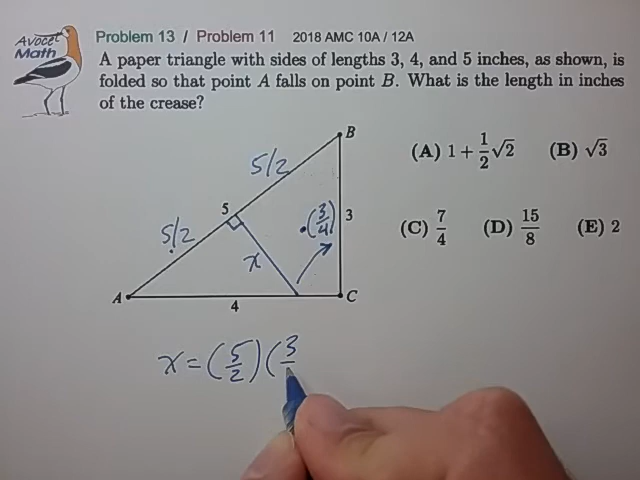 Avocet
Math
Problem 13 / Problem 11 2018 AMC 10A / 12A
A paper triangle with sides of lengths 3, 4, and 5 inches, as shown, is
folded so that point A falls on point B. What is the length in inches
of the crease?
B
(A) 1 + 1/2 √2 (B) √3
5/2
5
·(3/4)
3
(C) 7/4 (D) 15/8 (E) 2
5/2
x
A
C
4
x = (5/2)(3